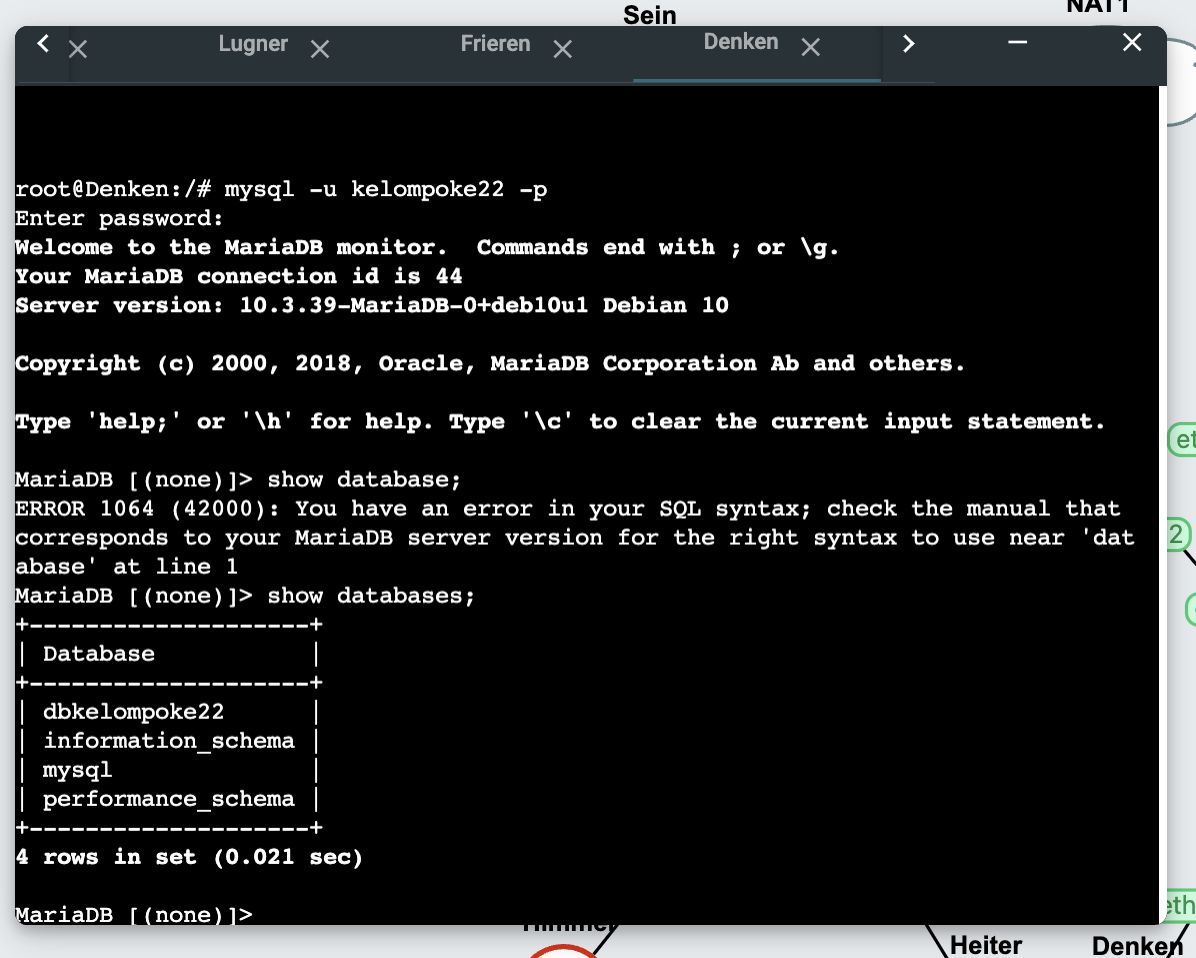 Sein
NAT1
Lugner
Frieren
Denken
root@Denken:/# mysql -u kelompoke22 -p
Enter password:
Welcome to the MariaDB monitor.  Commands end with ; or \g.
Your MariaDB connection id is 44
Server version: 10.3.39-MariaDB-0+deb10u1 Debian 10
Copyright (c) 2000, 2018, Oracle, MariaDB Corporation Ab and others.
Type 'help;' or '\h' for help. Type '\c' to clear the current input statement.
MariaDB [(none)]> show database;
ERROR 1064 (42000): You have an error in your SQL syntax; check the manual that
corresponds to your MariaDB server version for the right syntax to use near 'dat
abase' at line 1
MariaDB [(none)]> show databases;
+--------------------+
| Database           |
+--------------------+
| dbkelompoke22      |
| information_schema |
| mysql              |
| performance_schema |
+--------------------+
4 rows in set (0.021 sec)
MariaDB [(none)]>
et
2
eth
Heiter
Denken